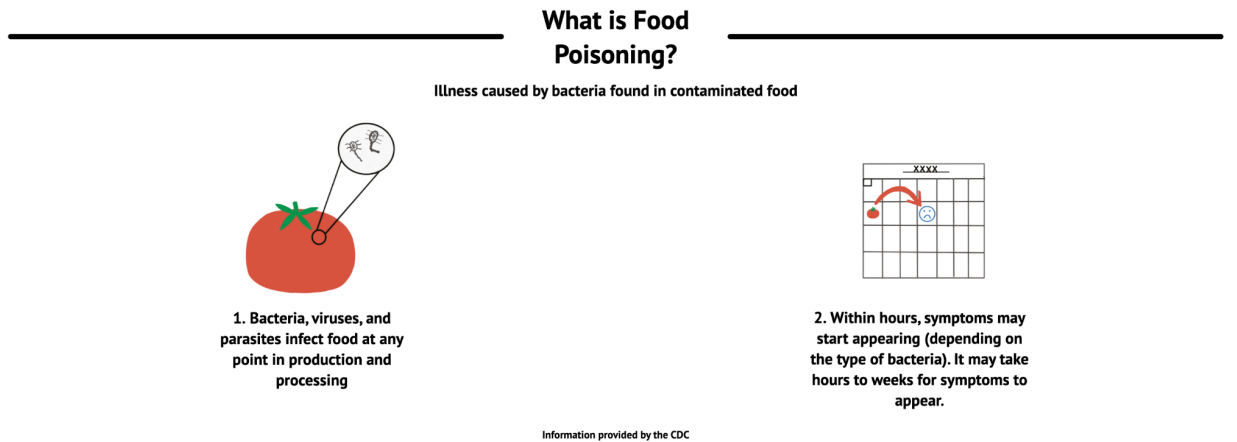 What is Food
Poisoning?
Illness caused by bacteria found in contaminated food
1. Bacteria, viruses, and
parasites infect food at any
point in production and
processing
XXXX
2. Within hours, symptoms may
start appearing (depending on
the type of bacteria). It may take
hours to weeks for symptoms to
appear.
Information provided by the CDC